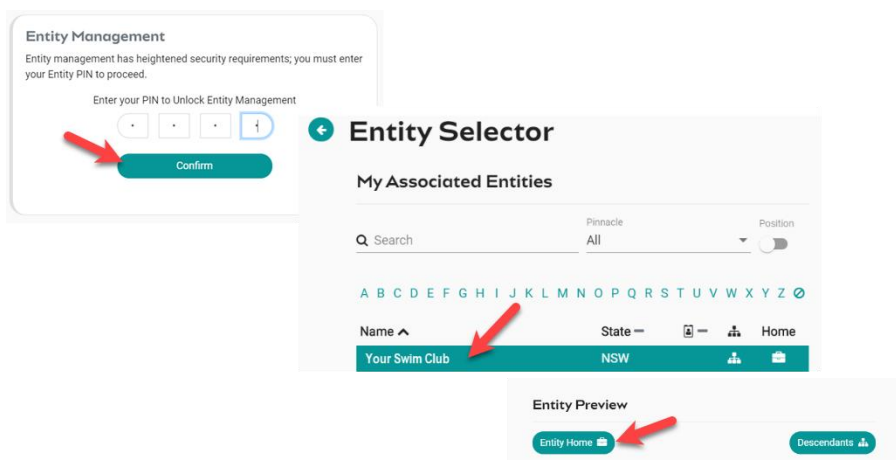 Entity Management
Entity management has heightened security requirements; you must enter
your Entity PIN to proceed.
Enter your PIN to Unlock Entity Management
Confirm
Entity Selector
My Associated Entities
Pinnacle
Position
Search
All
A B C D E F G H I J K L M N O P Q R S T U V W X Y Z
Name State Home
Your Swim Club NSW
Entity Preview
Entity Home Descendants